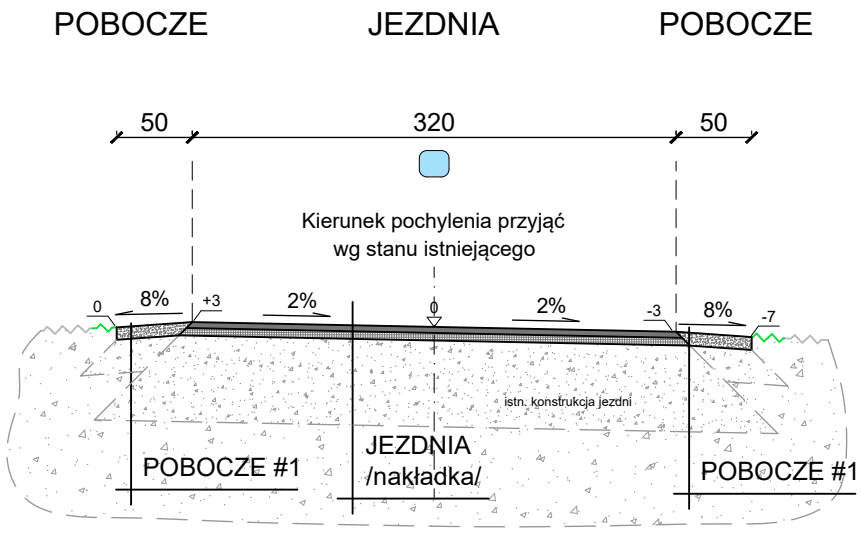 POBOCZE JEZDNIA POBOCZE
50 320 50
Kierunek pochylenia przyjąć
wg stanu istniejącego
0 8% +3 2% 0 2% -3 8% -7
istn. konstrukcja jezdni
JEZDNIA
/nakładka/
POBOCZE #1
POBOCZE #1